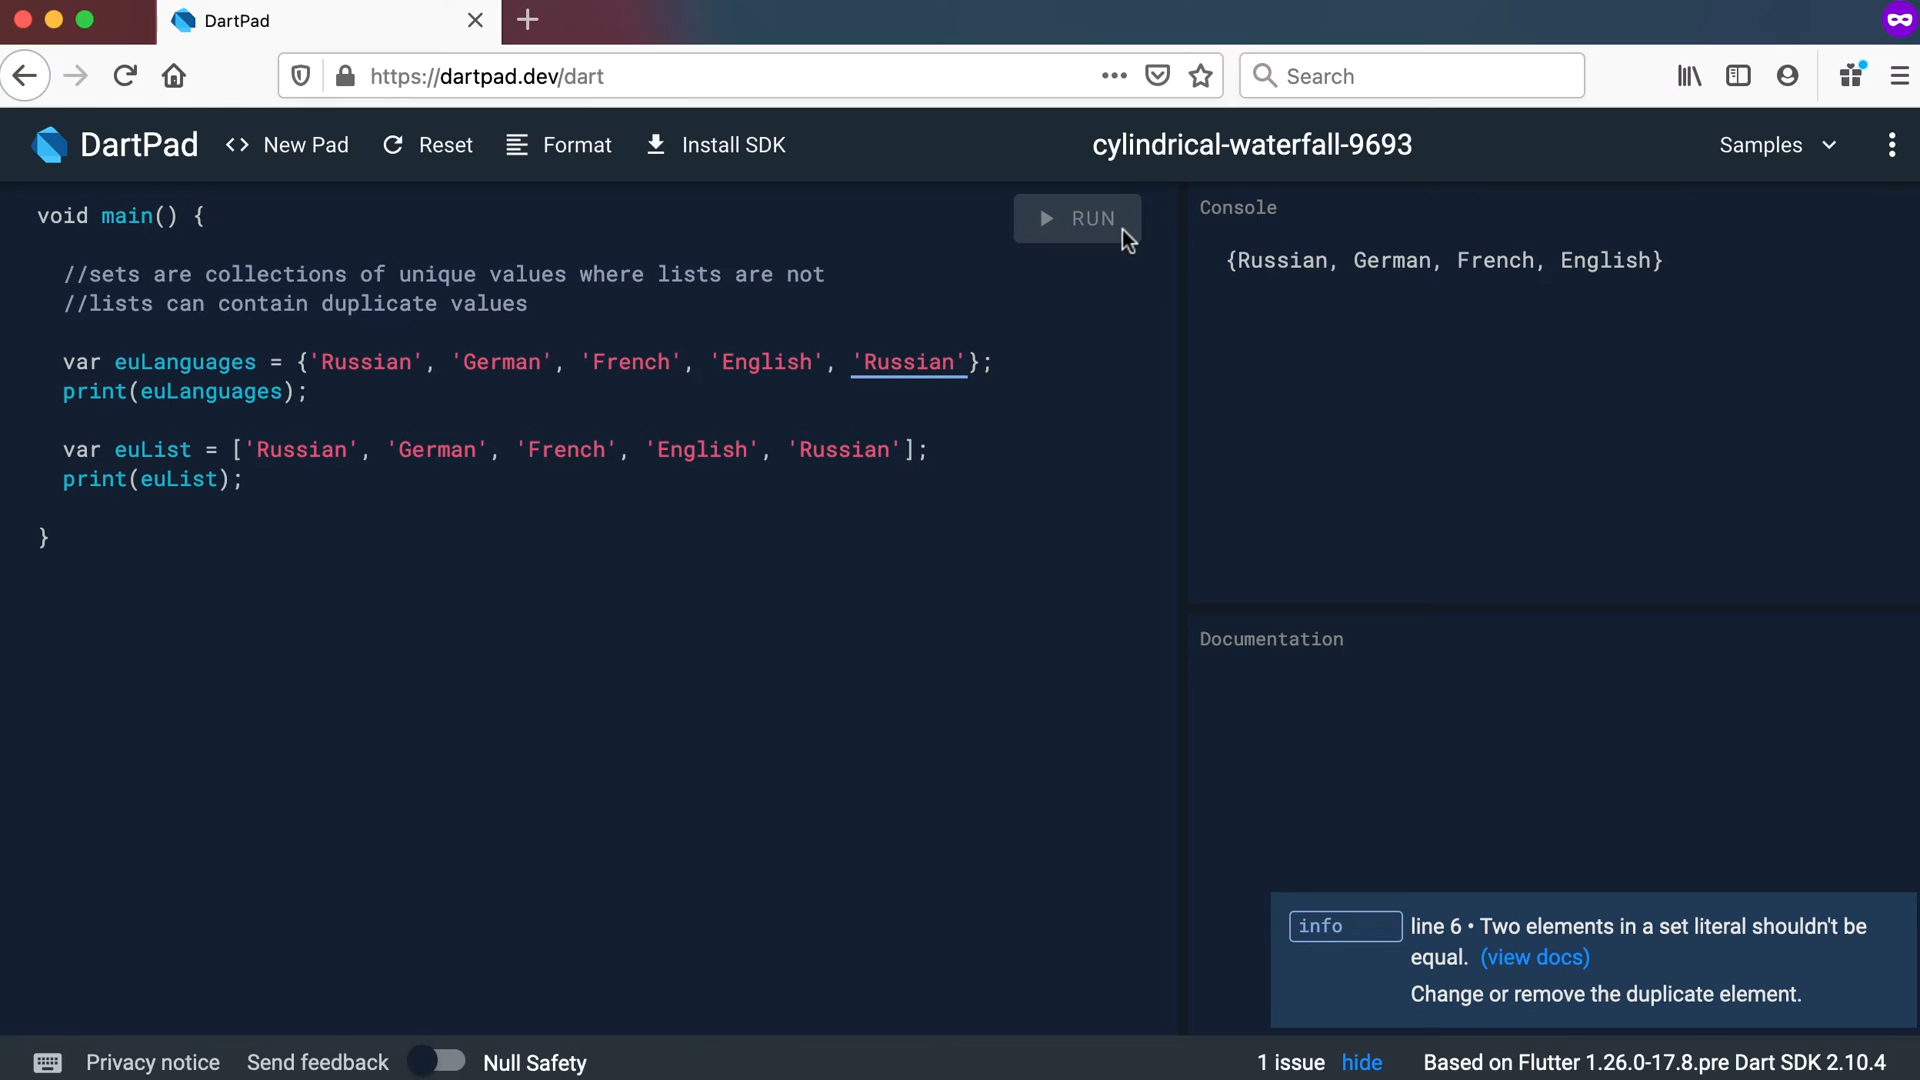 DartPad
https://dartpad.dev/dart
Search
DartPad
<> New Pad
Reset
Format
Install SDK
cylindrical-waterfall-9693
Samples
void main() {
RUN
//sets are collections of unique values where lists are not
//lists can contain duplicate values
var euLanguages = {'Russian', 'German', 'French', 'English', 'Russian'};
print(euLanguages);
var euList = ['Russian', 'German', 'French', 'English', 'Russian'];
print(euList);
}
Console
{Russian, German, French, English}
Documentation
info line 6 • Two elements in a set literal shouldn't be
equal. (view docs)
Change or remove the duplicate element.
Privacy notice
Send feedback
Null Safety
1 issue hide
Based on Flutter 1.26.0-17.8.pre Dart SDK 2.10.4